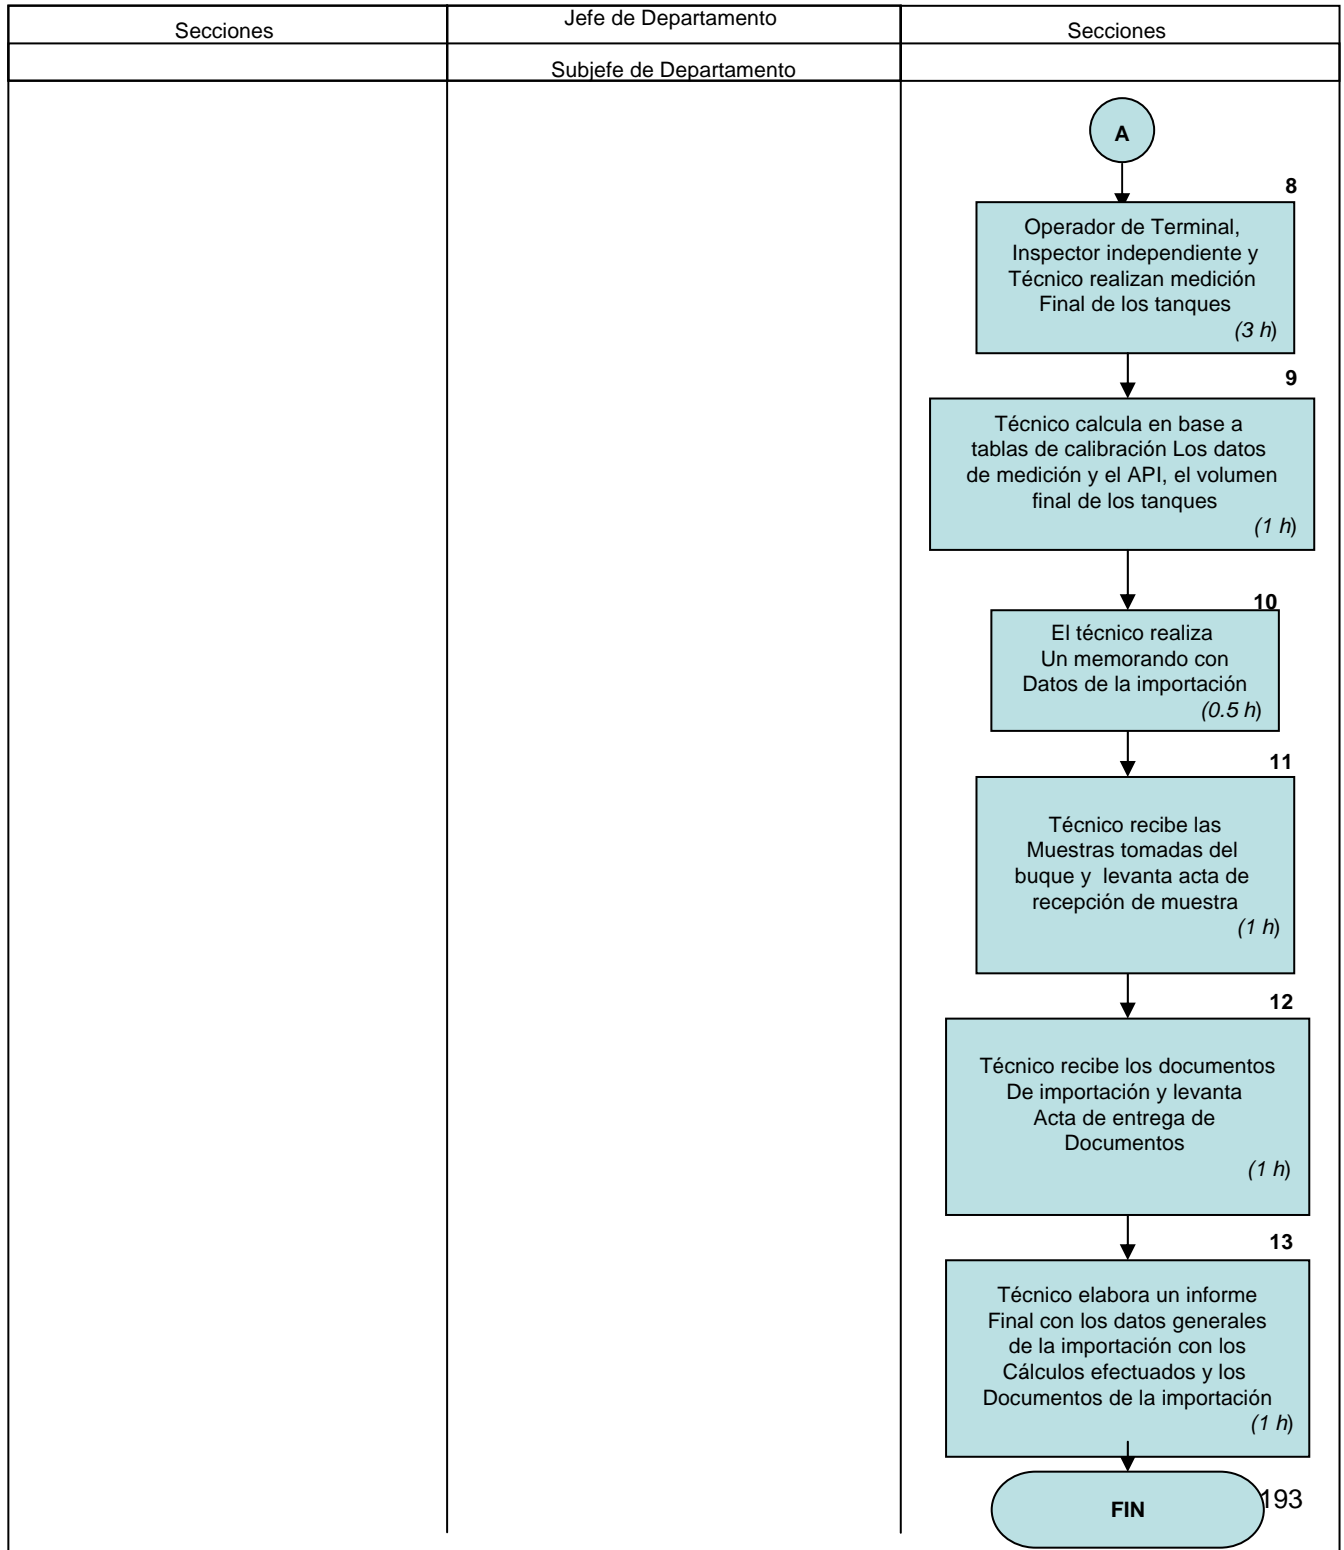 Secciones
Jefe de Departamento
Secciones
Subjefe de Departamento
A
8
Operador de Terminal,
Inspector independiente y
Técnico realizan medición
Final de los tanques
(3 h)
9
Técnico calcula en base a
tablas de calibración Los datos
de medición y el API, el volumen
final de los tanques
(1 h)
10
El técnico realiza
Un memorando con
Datos de la importación
(0.5 h)
11
Técnico recibe las
Muestras tomadas del
buque y levanta acta de
recepción de muestra
(1 h)
12
Técnico recibe los documentos
De importación y levanta
Acta de entrega de
Documentos
(1 h)
13
Técnico elabora un informe
Final con los datos generales
de la importación con los
Cálculos efectuados y los
Documentos de la importación
(1 h)
FIN
193